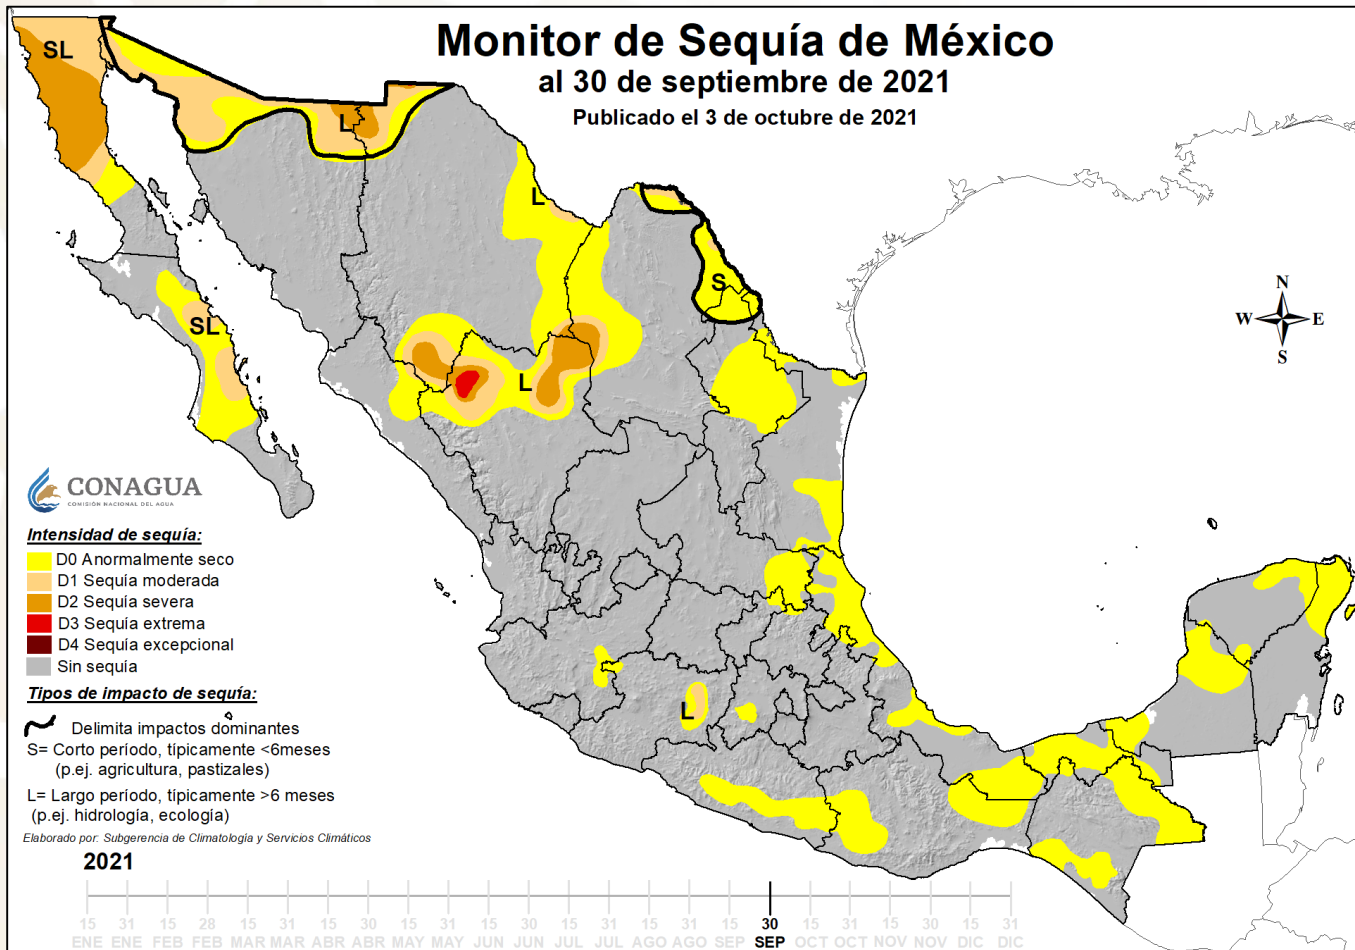 Monitor de Sequía de México
al 30 de septiembre de 2021
Publicado el 3 de octubre de 2021
SL
L
L
S
SL
L
L
N
W E
S
CONAGUA
COMISIÓN NACIONAL DEL AGUA
Intensidad de sequía:
D0 Anormalmente seco
D1 Sequía moderada
D2 Sequía severa
D3 Sequía extrema
D4 Sequía excepcional
Sin sequía
Tipos de impacto de sequía:
Delimita impactos dominantes
S= Corto período, típicamente <6meses
(p.ej. agricultura, pastizales)
L= Largo período, típicamente >6 meses
(p.ej. hidrología, ecología)
Elaborado por: Subgerencia de Climatología y Servicios Climáticos
2021
15 31 15 28 15 31 15 30 15 31 15 30 15 31 15 31 15 30 15 31 15 30 15 31
ENE ENE FEB FEB MAR MAR ABR ABR MAY MAY JUN JUN JUL JUL AGO AGO SEP SEP OCT OCT NOV NOV DIC DIC